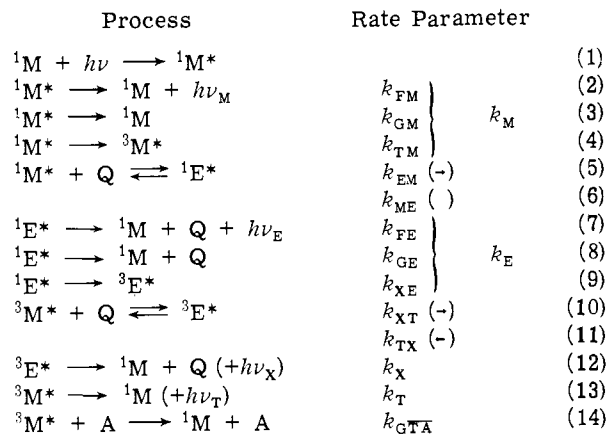 Process Rate Parameter
¹M + hν ⟶ ¹M* (1)
¹M* ⟶ ¹M + hν_M k_FM (2)
¹M* ⟶ ¹M k_GM k_M (3)
¹M* ⟶ ³M* k_TM (4)
¹M* + Q ⇌ ¹E* k_EM (→) (5)
k_ME ( ) (6)
¹E* ⟶ ¹M + Q + hν_E k_FE (7)
¹E* ⟶ ¹M + Q k_GE k_E (8)
¹E* ⟶ ³E* k_XE (9)
³M* + Q ⇌ ³E* k_XT (→) (10)
k_TX (←) (11)
³E* ⟶ ¹M + Q (+hν_X) k_X (12)
³M* ⟶ ¹M (+hν_T) k_T (13)
³M* + A ⟶ ¹M + A k_GT̅A̅ (14)